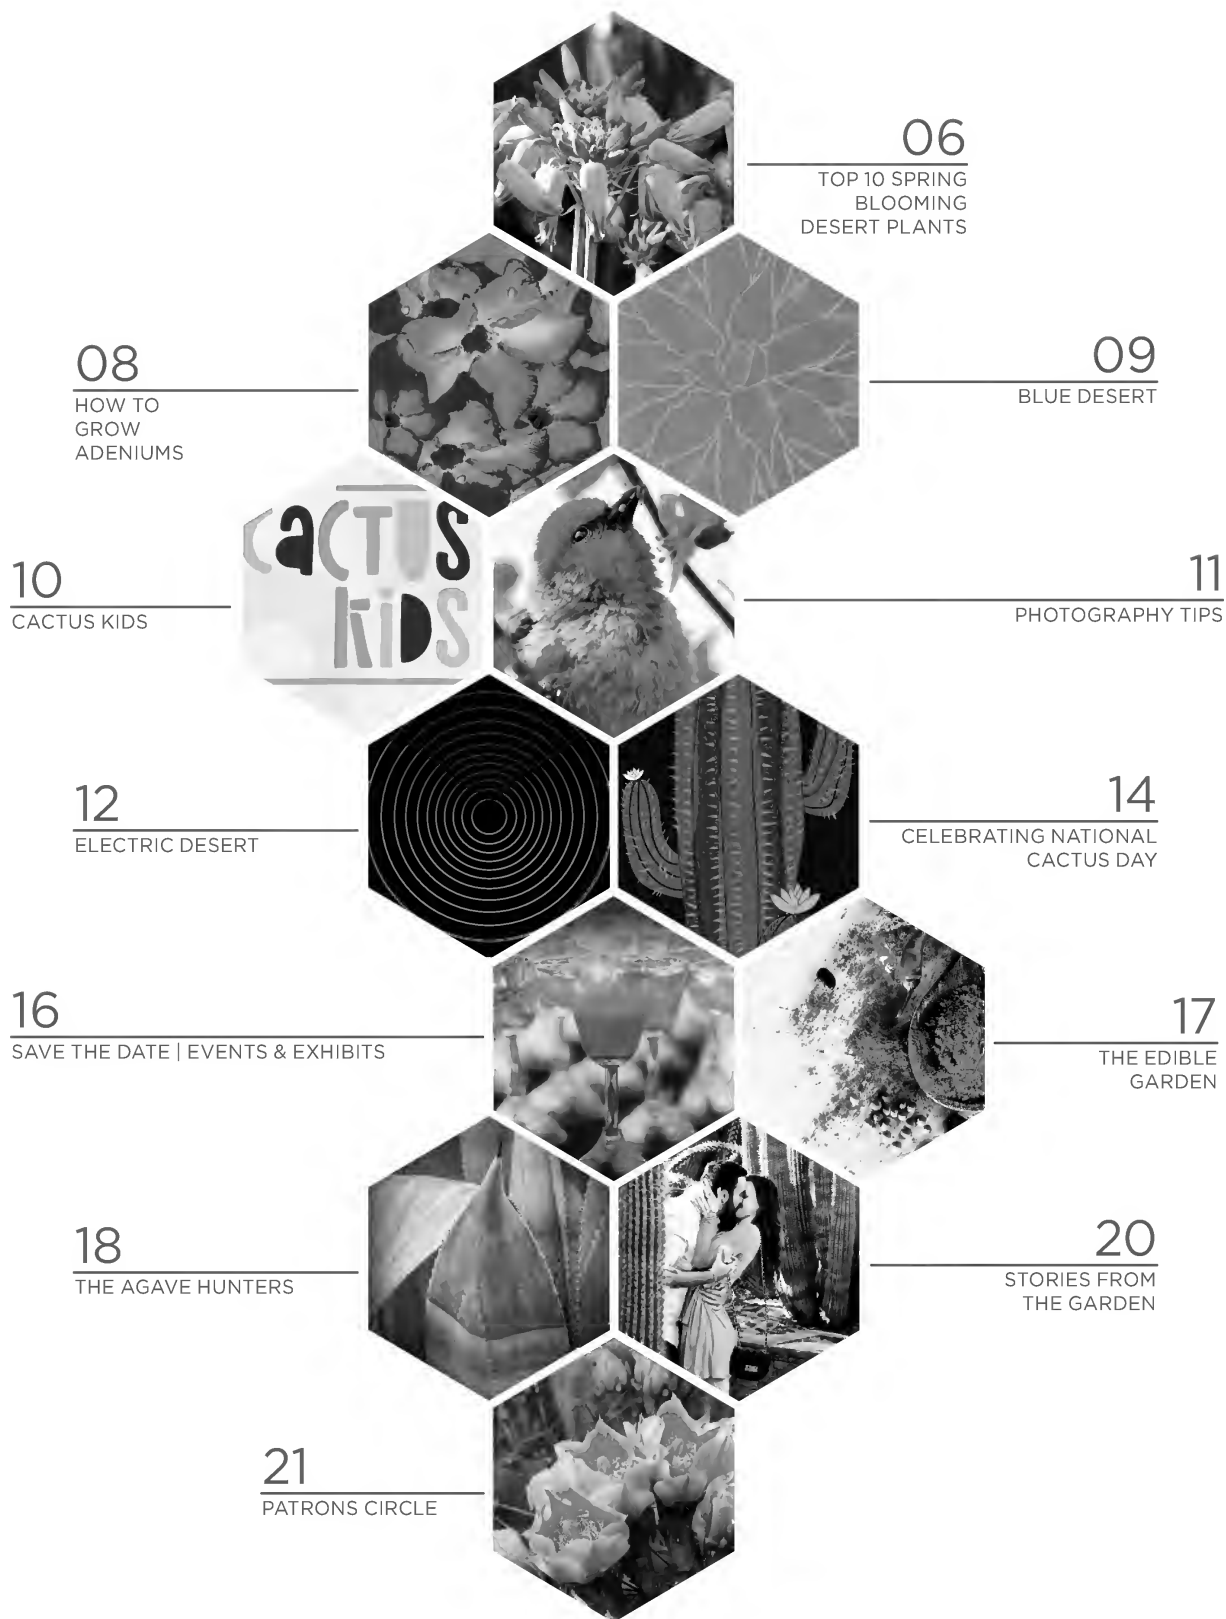 06
TOP 10 SPRING
BLOOMING
DESERT PLANTS
08
HOW TO
GROW
ADENIUMS
09
BLUE DESERT
CACTUS
KIDS
10
CACTUS KIDS
11
PHOTOGRAPHY TIPS
12
ELECTRIC DESERT
14
CELEBRATING NATIONAL
CACTUS DAY
16
SAVE THE DATE | EVENTS & EXHIBITS
17
THE EDIBLE
GARDEN
18
THE AGAVE HUNTERS
20
STORIES FROM
THE GARDEN
21
PATRONS CIRCLE